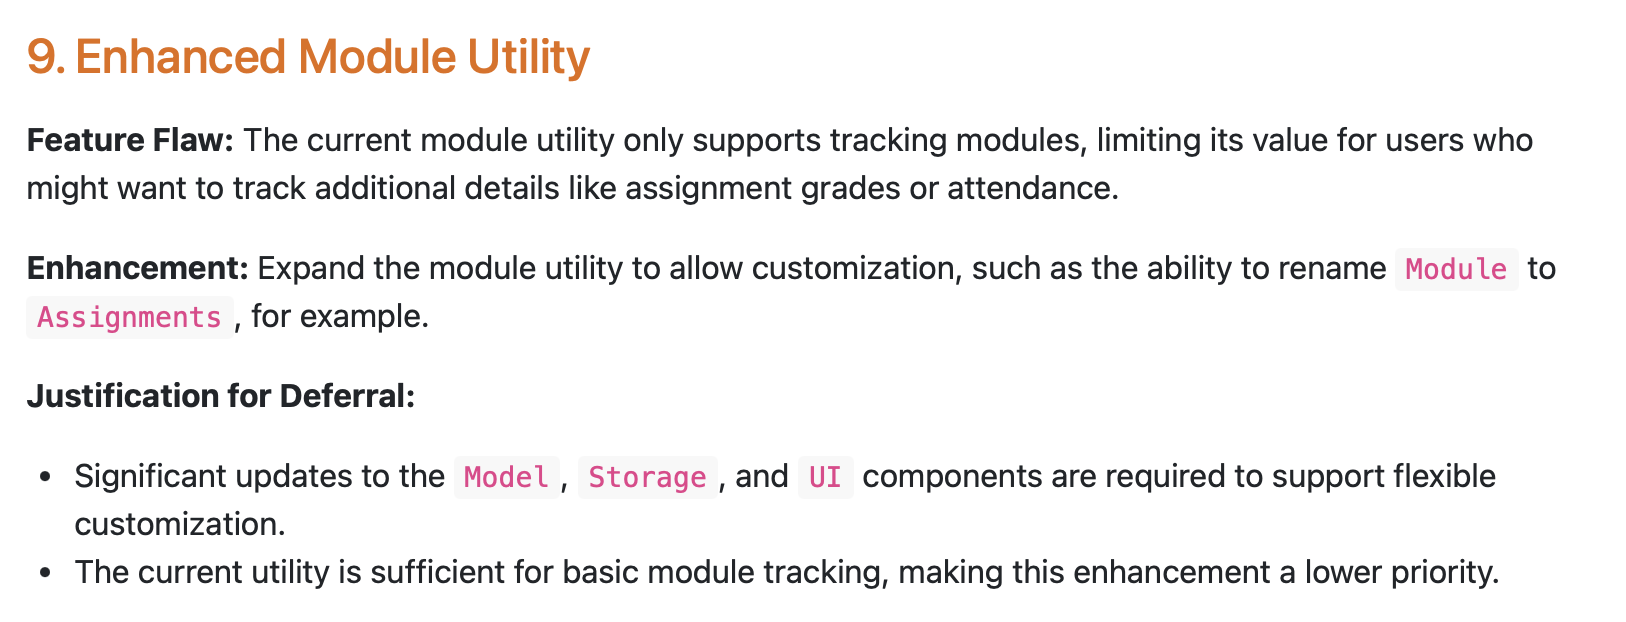 9. Enhanced Module Utility
Feature Flaw: The current module utility only supports tracking modules, limiting its value for users who
might want to track additional details like assignment grades or attendance.
Enhancement: Expand the module utility to allow customization, such as the ability to rename Module to
Assignments, for example.
Justification for Deferral:
• Significant updates to the Model, Storage, and UI components are required to support flexible
customization.
• The current utility is sufficient for basic module tracking, making this enhancement a lower priority.